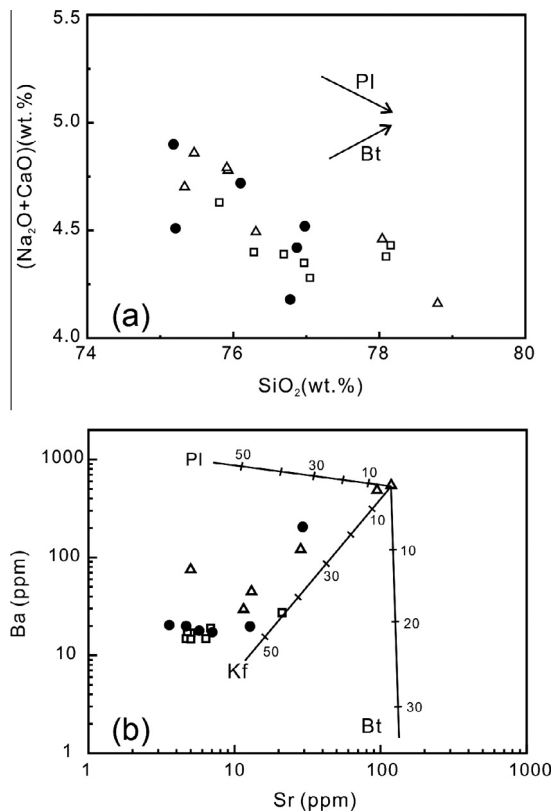 5.5
5.0
4.5
4.0
(Na₂O+CaO)(wt.%)
Pl
Bt
(a)
74 76 78 80
SiO₂(wt.%)
1000
100
10
1
Ba (ppm)
Pl 50 30 10
10
30
50
Kf
10
20
30
Bt
(b)
1 10 100 1000
Sr (ppm)